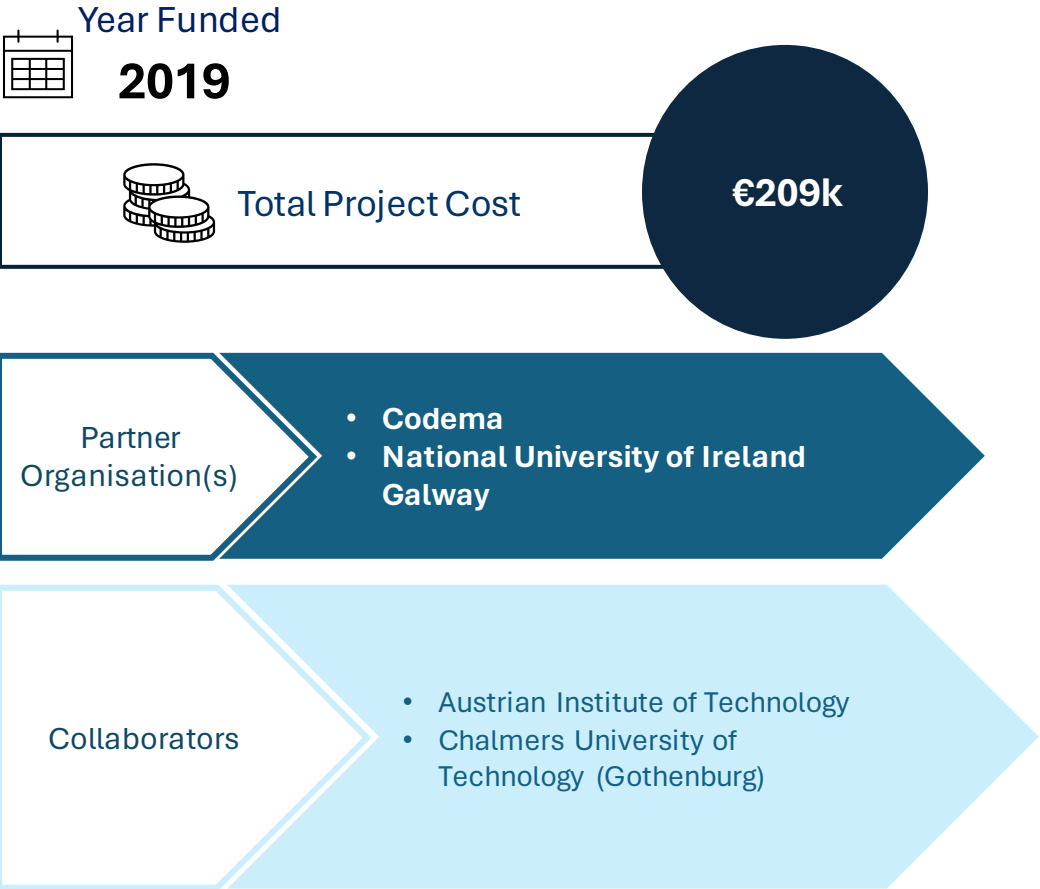 Year Funded
2019
Total Project Cost
€209k
Partner
Organisation(s)
• Codema
• National University of Ireland
Galway
Collaborators
• Austrian Institute of Technology
• Chalmers University of
Technology (Gothenburg)